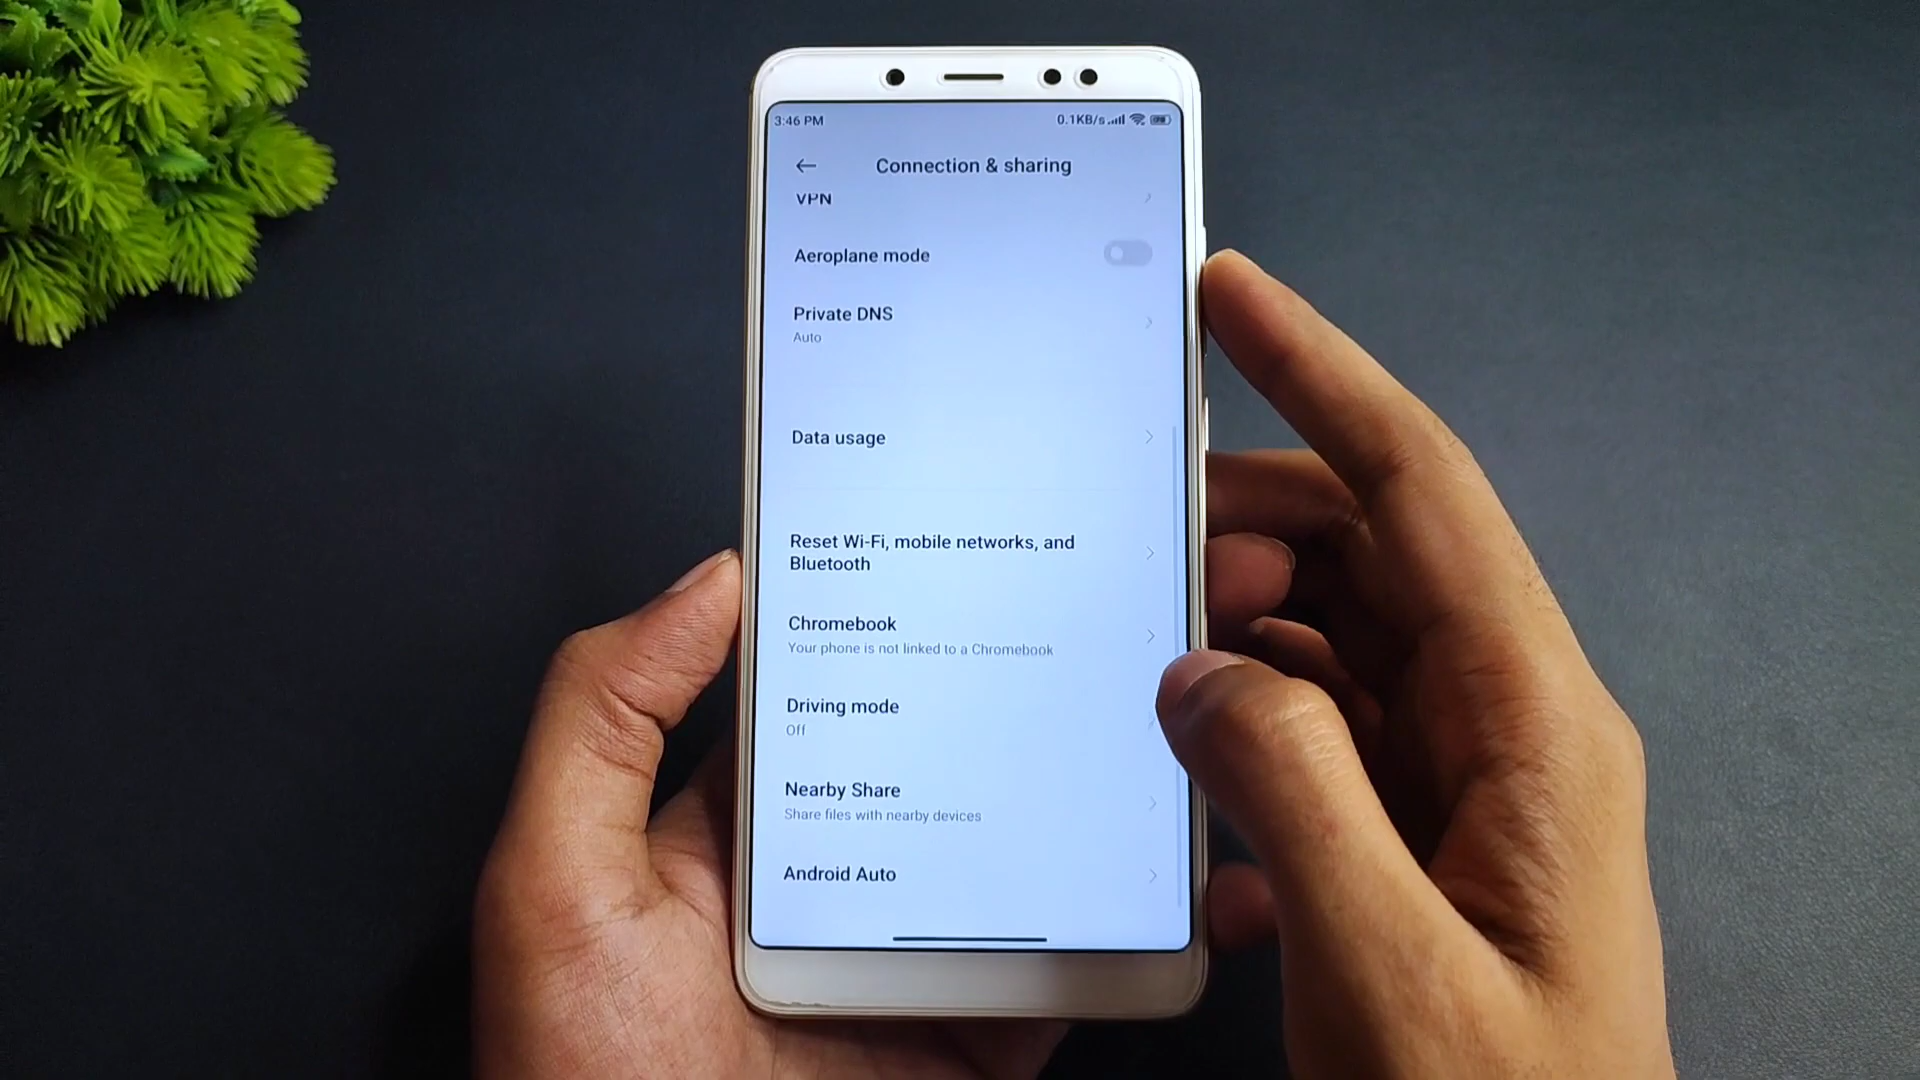 3:46 PM
0.1KB/s
Connection & sharing
VPN
Aeroplane mode
Private DNS
Auto
Data usage
Reset Wi-Fi, mobile networks, and
Bluetooth
Chromebook
Your phone is not linked to a Chromebook
Driving mode
Off
Nearby Share
Share files with nearby devices
Android Auto